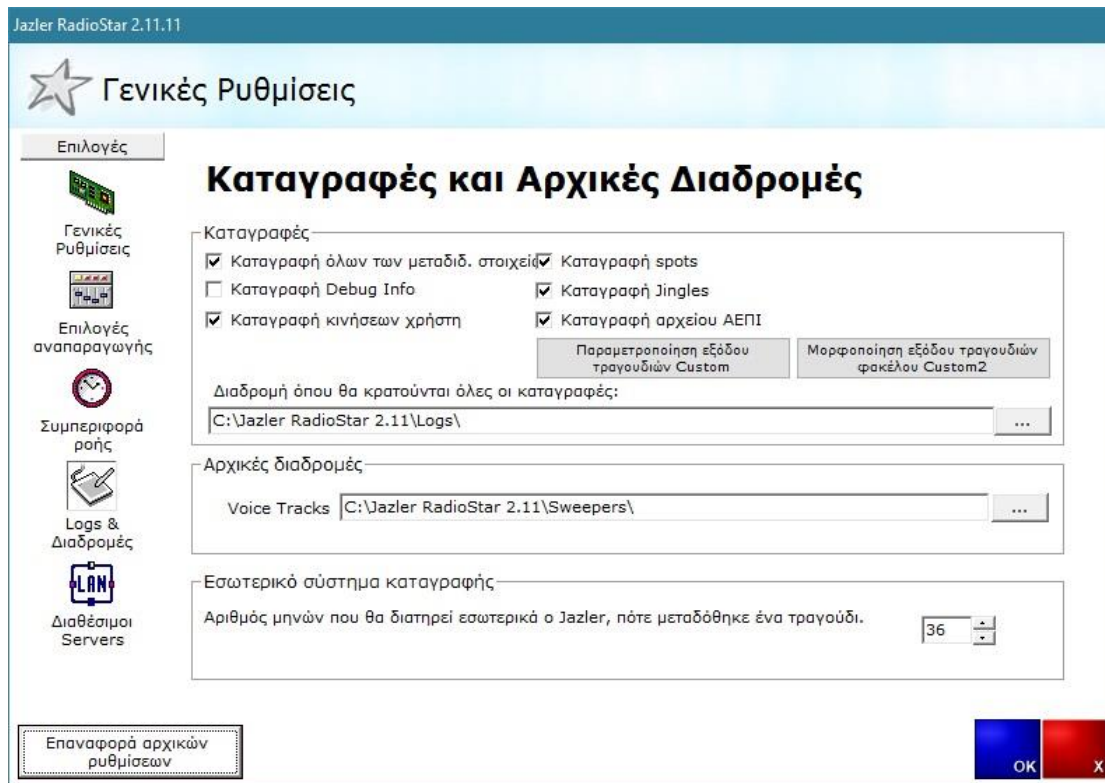 Jazler RadioStar 2.11.11
Γενικές Ρυθμίσεις
Επιλογές
Γενικές
Ρυθμίσεις
Επιλογές
αναπαραγωγής
Συμπεριφορά
ροής
Logs &
Διαδρομές
LAN
Διαθέσιμοι
Servers
Καταγραφές και Αρχικές Διαδρομές
Καταγραφές
Καταγραφή όλων των μεταδιδ. στοιχείω
Καταγραφή spots
Καταγραφή Debug Info
Καταγραφή Jingles
Καταγραφή κινήσεων χρήστη
Καταγραφή αρχείου ΑΕΠΙ
Παραμετροποίηση εξόδου
τραγουδιών Custom
Μορφοποίηση εξόδου τραγουδιών
φακέλου Custom2
Διαδρομή όπου θα κρατούνται όλες οι καταγραφές:
C:\Jazler RadioStar 2.11\Logs\
...
Αρχικές διαδρομές
Voice Tracks C:\Jazler RadioStar 2.11\Sweepers\
...
Εσωτερικό σύστημα καταγραφής
Αριθμός μηνών που θα διατηρεί εσωτερικά ο Jazler, πότε μεταδόθηκε ένα τραγούδι.
36
Επαναφορά αρχικών
ρυθμίσεων
OK
X